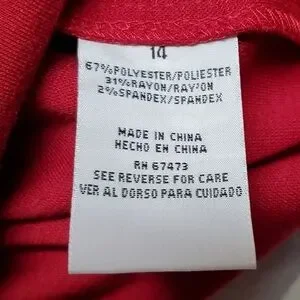 14
67%POLYESTER/POLIESTER
31%RAYON/RAYON
2%SPANDEX/SPANDEX
MADE IN CHINA
HECHO EN CHINA
RN 67473
SEE REVERSE FOR CARE
VER AL DORSO PARA CUIDADO